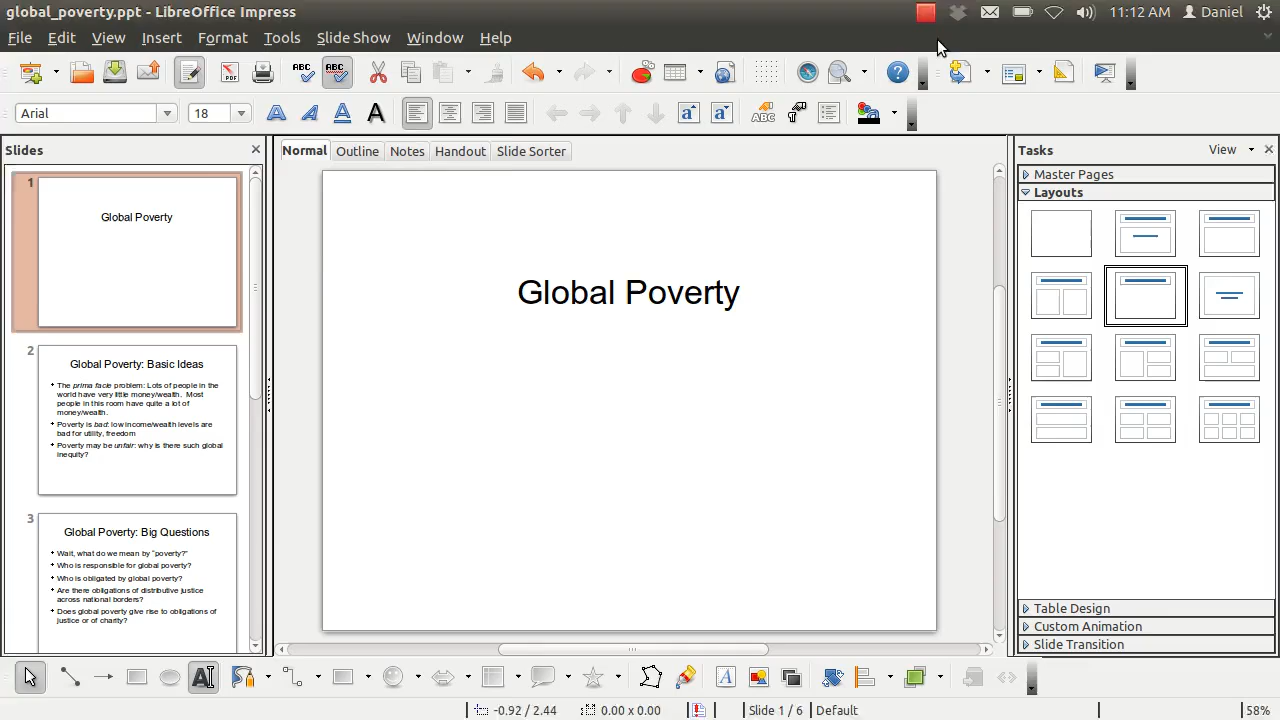 global_poverty.ppt - LibreOffice Impress
11:12 AM
Daniel
File Edit View Insert Format Tools Slide Show Window Help
ABC ABC
Arial 18
Slides
Normal Outline Notes Handout Slide Sorter
Tasks View
Master Pages
Layouts
1
Global Poverty
Global Poverty
2
Global Poverty: Basic Ideas
The prima facie problem: Lots of people in the
world have very little money/wealth. Most
people in this room have quite a lot of
money/wealth.
Poverty is bad: low income/wealth levels are
bad for utility, freedom
Poverty may be unfair: why is there such global
inequity?
3
Global Poverty: Big Questions
Wait, what do we mean by "poverty?"
Who is responsible for global poverty?
Who is obligated by global poverty?
Are there obligations of distributive justice
across national borders?
Does global poverty give rise to obligations of
justice or of charity?
Table Design
Custom Animation
Slide Transition
-0.92 / 2.44
0.00 x 0.00
Slide 1 / 6
Default
58%